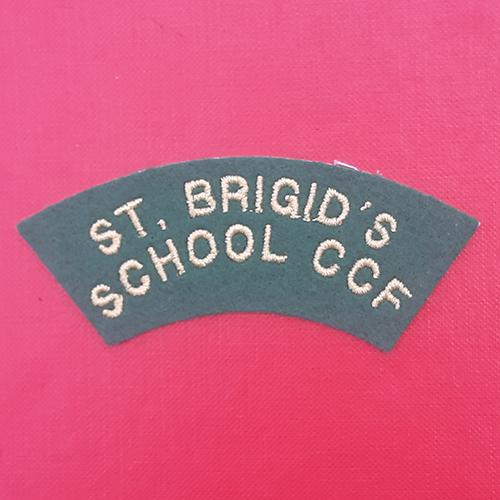 ST, BRIGID'S
SCHOOL CCF